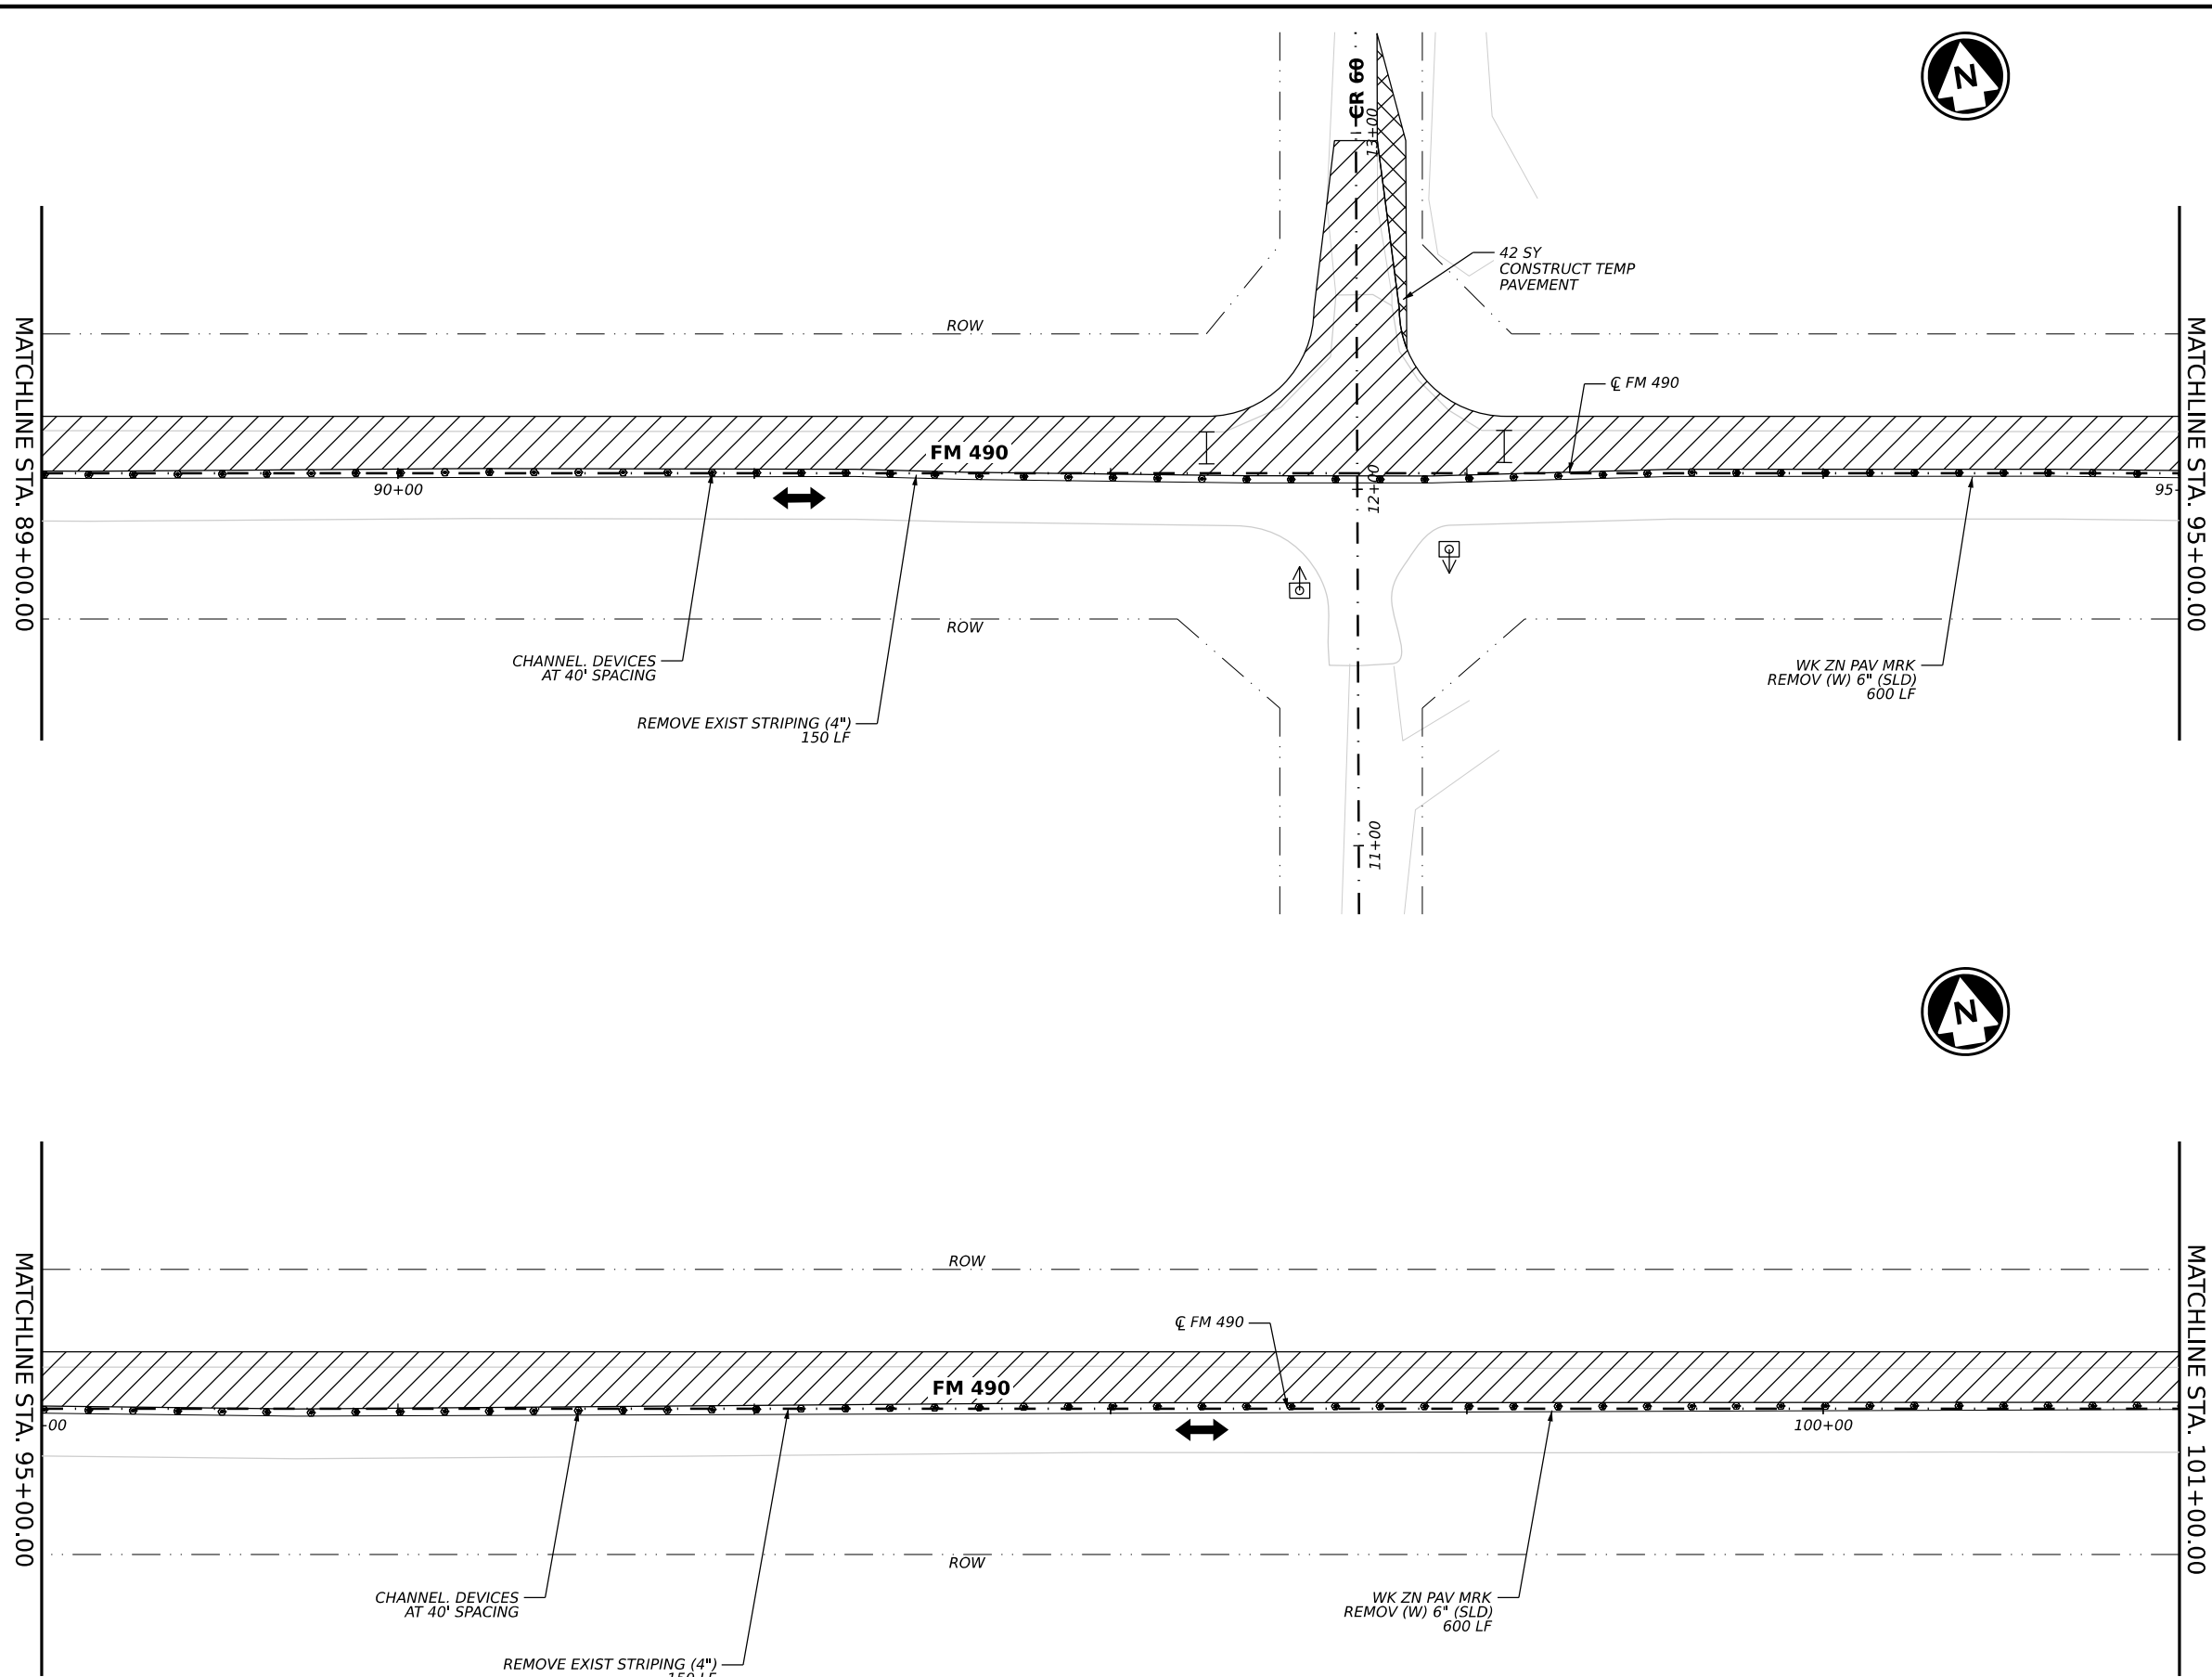 N
CR 60
13+00
42 SY
CONSTRUCT TEMP
PAVEMENT
ROW
℄ FM 490
MATCHLINE STA. 89+00.00
MATCHLINE STA. 95+00.00
FM 490
90+00
12+00
95-
ROW
CHANNEL. DEVICES
AT 40' SPACING
WK ZN PAV MRK
REMOV (W) 6" (SLD)
600 LF
REMOVE EXIST STRIPING (4")
150 LF
11+00
N
ROW
℄ FM 490
MATCHLINE STA. 95+00.00
MATCHLINE STA. 101+00.00
FM 490
+00
100+00
ROW
CHANNEL. DEVICES
AT 40' SPACING
WK ZN PAV MRK
REMOV (W) 6" (SLD)
600 LF
REMOVE EXIST STRIPING (4")
150 LF